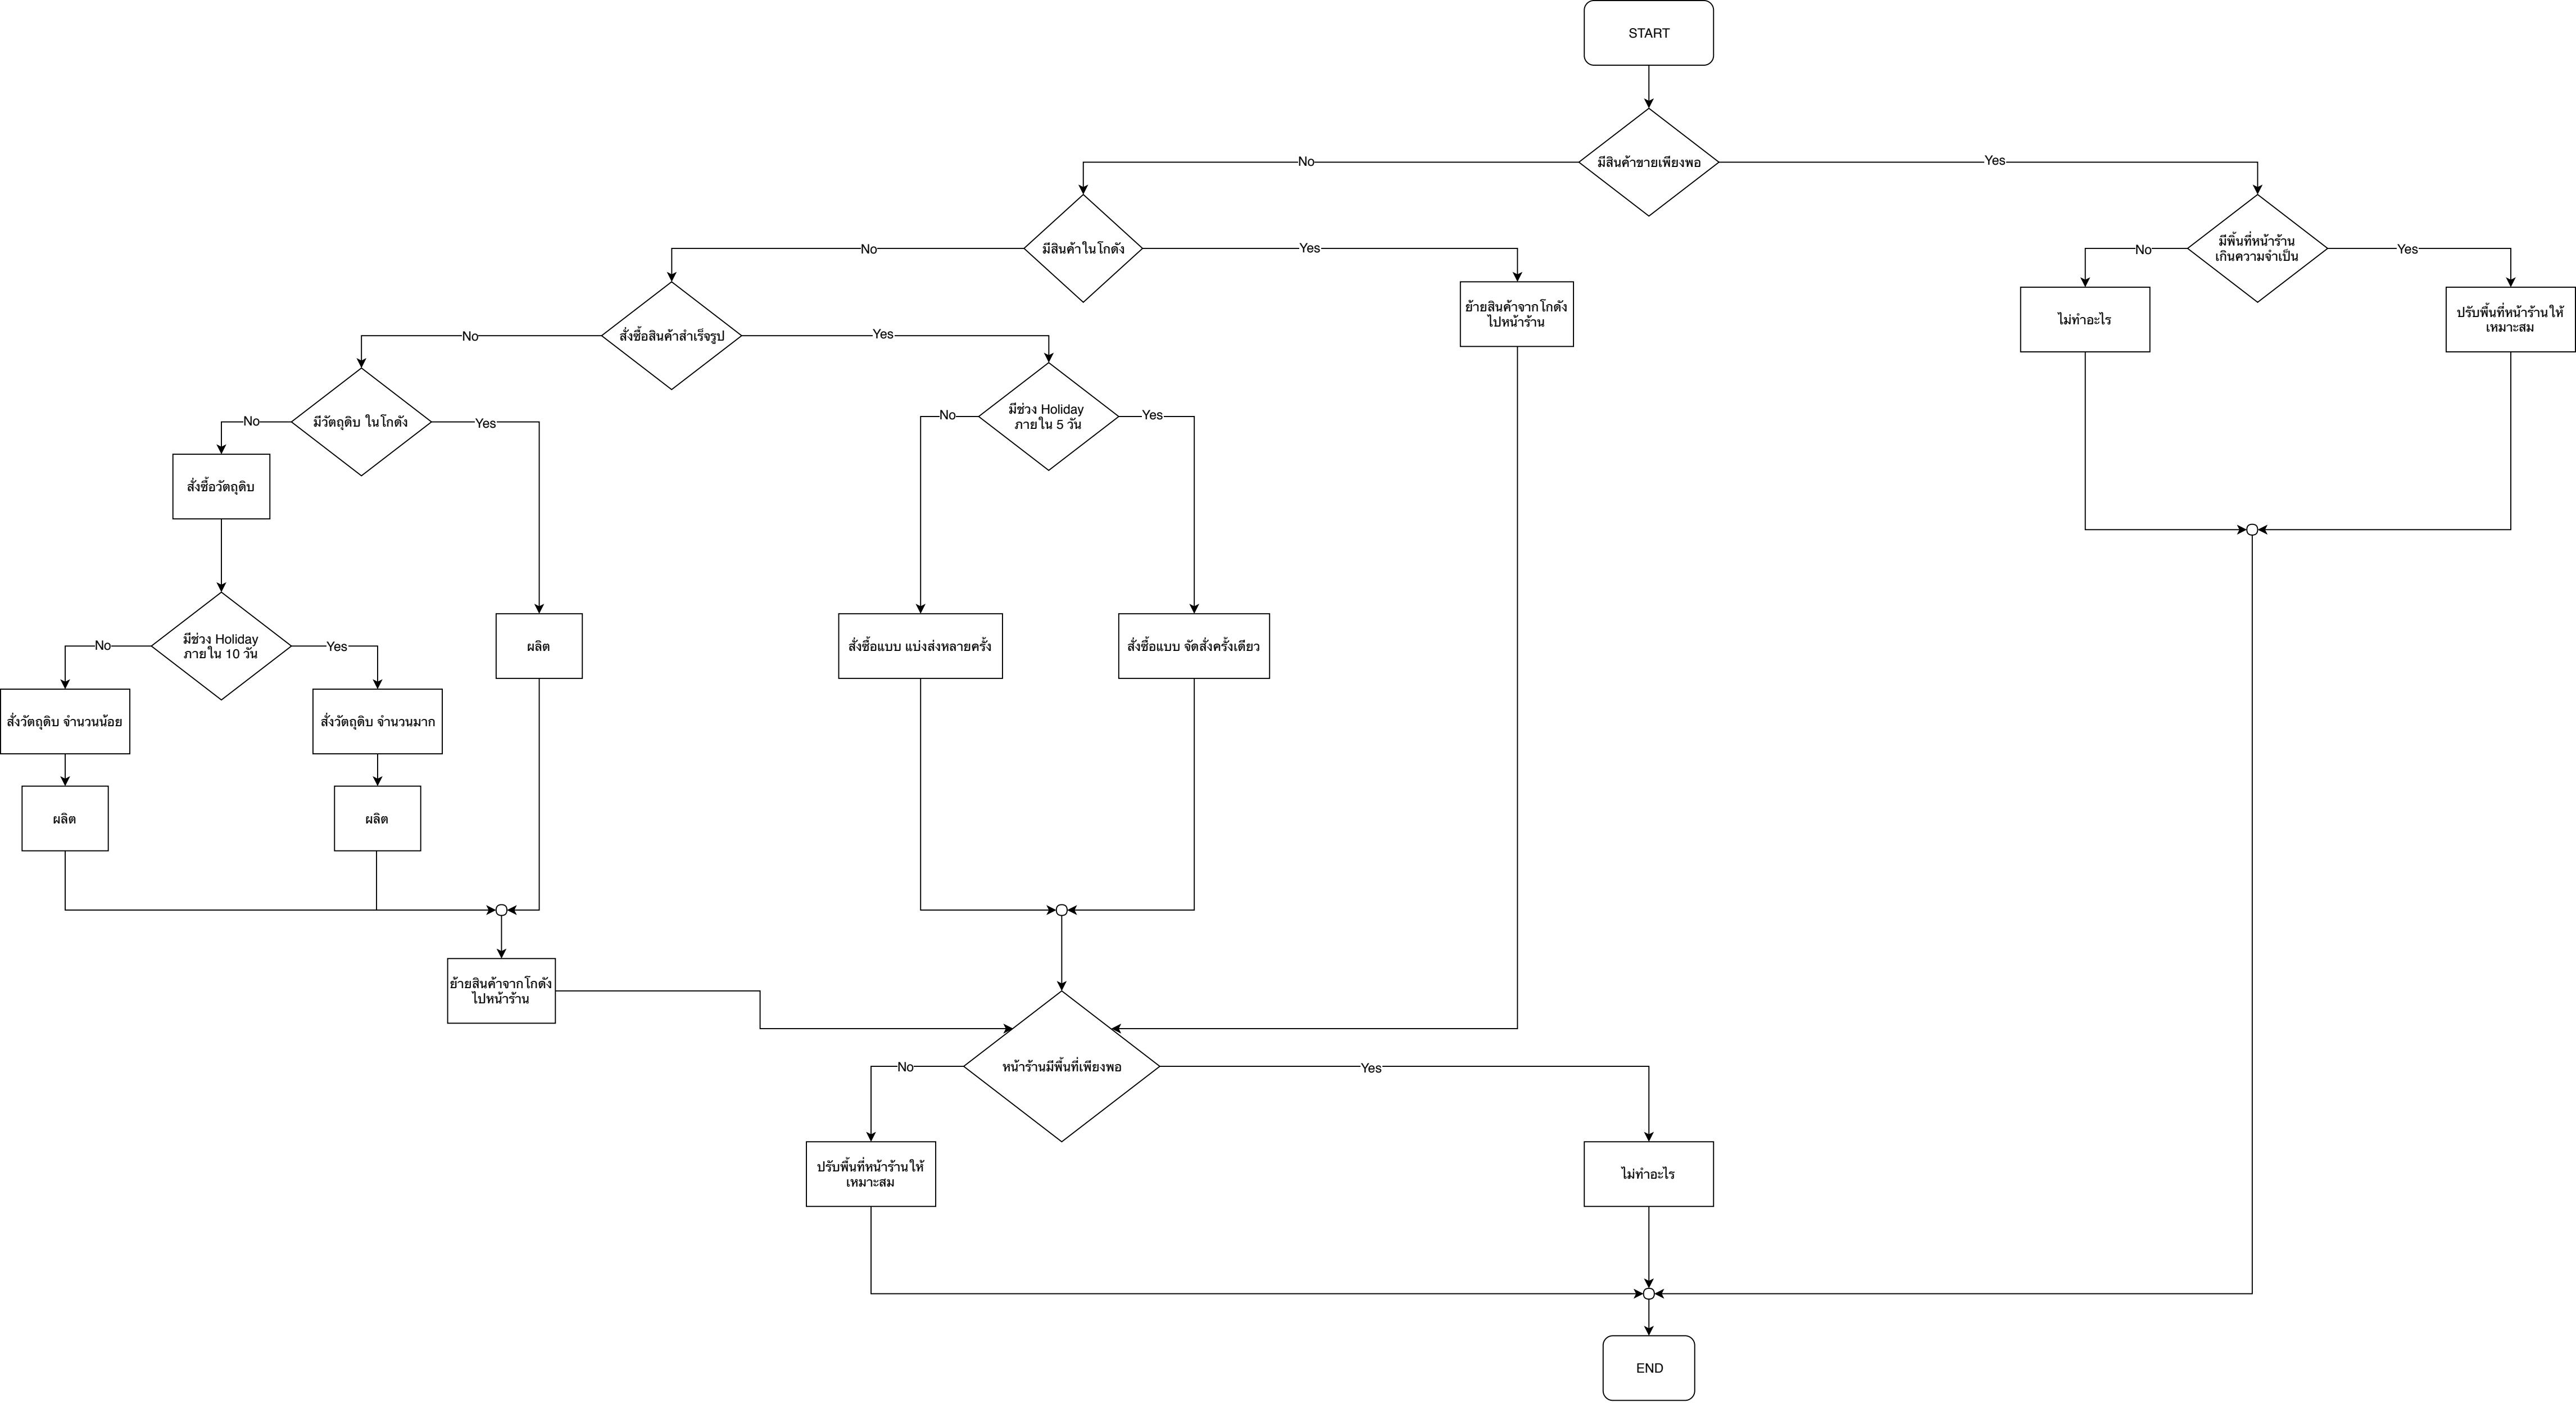 START
มีสินค้าขายเพียงพอ
No
Yes
มีสินค้าในโกดัง
No
Yes
มีพื้นที่หน้าร้าน
เกินความจำเป็น
No
Yes
สั่งซื้อสินค้าสำเร็จรูป
No
Yes
ย้ายสินค้าจากโกดัง
ไปหน้าร้าน
ไม่ทำอะไร
ปรับพื้นที่หน้าร้านให้
เหมาะสม
มีวัตถุดิบ ในโกดัง
No
Yes
มีช่วง Holiday
ภายใน 5 วัน
No
Yes
สั่งซื้อวัตถุดิบ
มีช่วง Holiday
ภายใน 10 วัน
No
Yes
ผลิต
สั่งซื้อแบบ แบ่งส่งหลายครั้ง
สั่งซื้อแบบ จัดสั่งครั้งเดียว
สั่งวัตถุดิบ จำนวนน้อย
สั่งวัตถุดิบ จำนวนมาก
ผลิต
ผลิต
ย้ายสินค้าจากโกดัง
ไปหน้าร้าน
หน้าร้านมีพื้นที่เพียงพอ
No
Yes
ปรับพื้นที่หน้าร้านให้
เหมาะสม
ไม่ทำอะไร
END